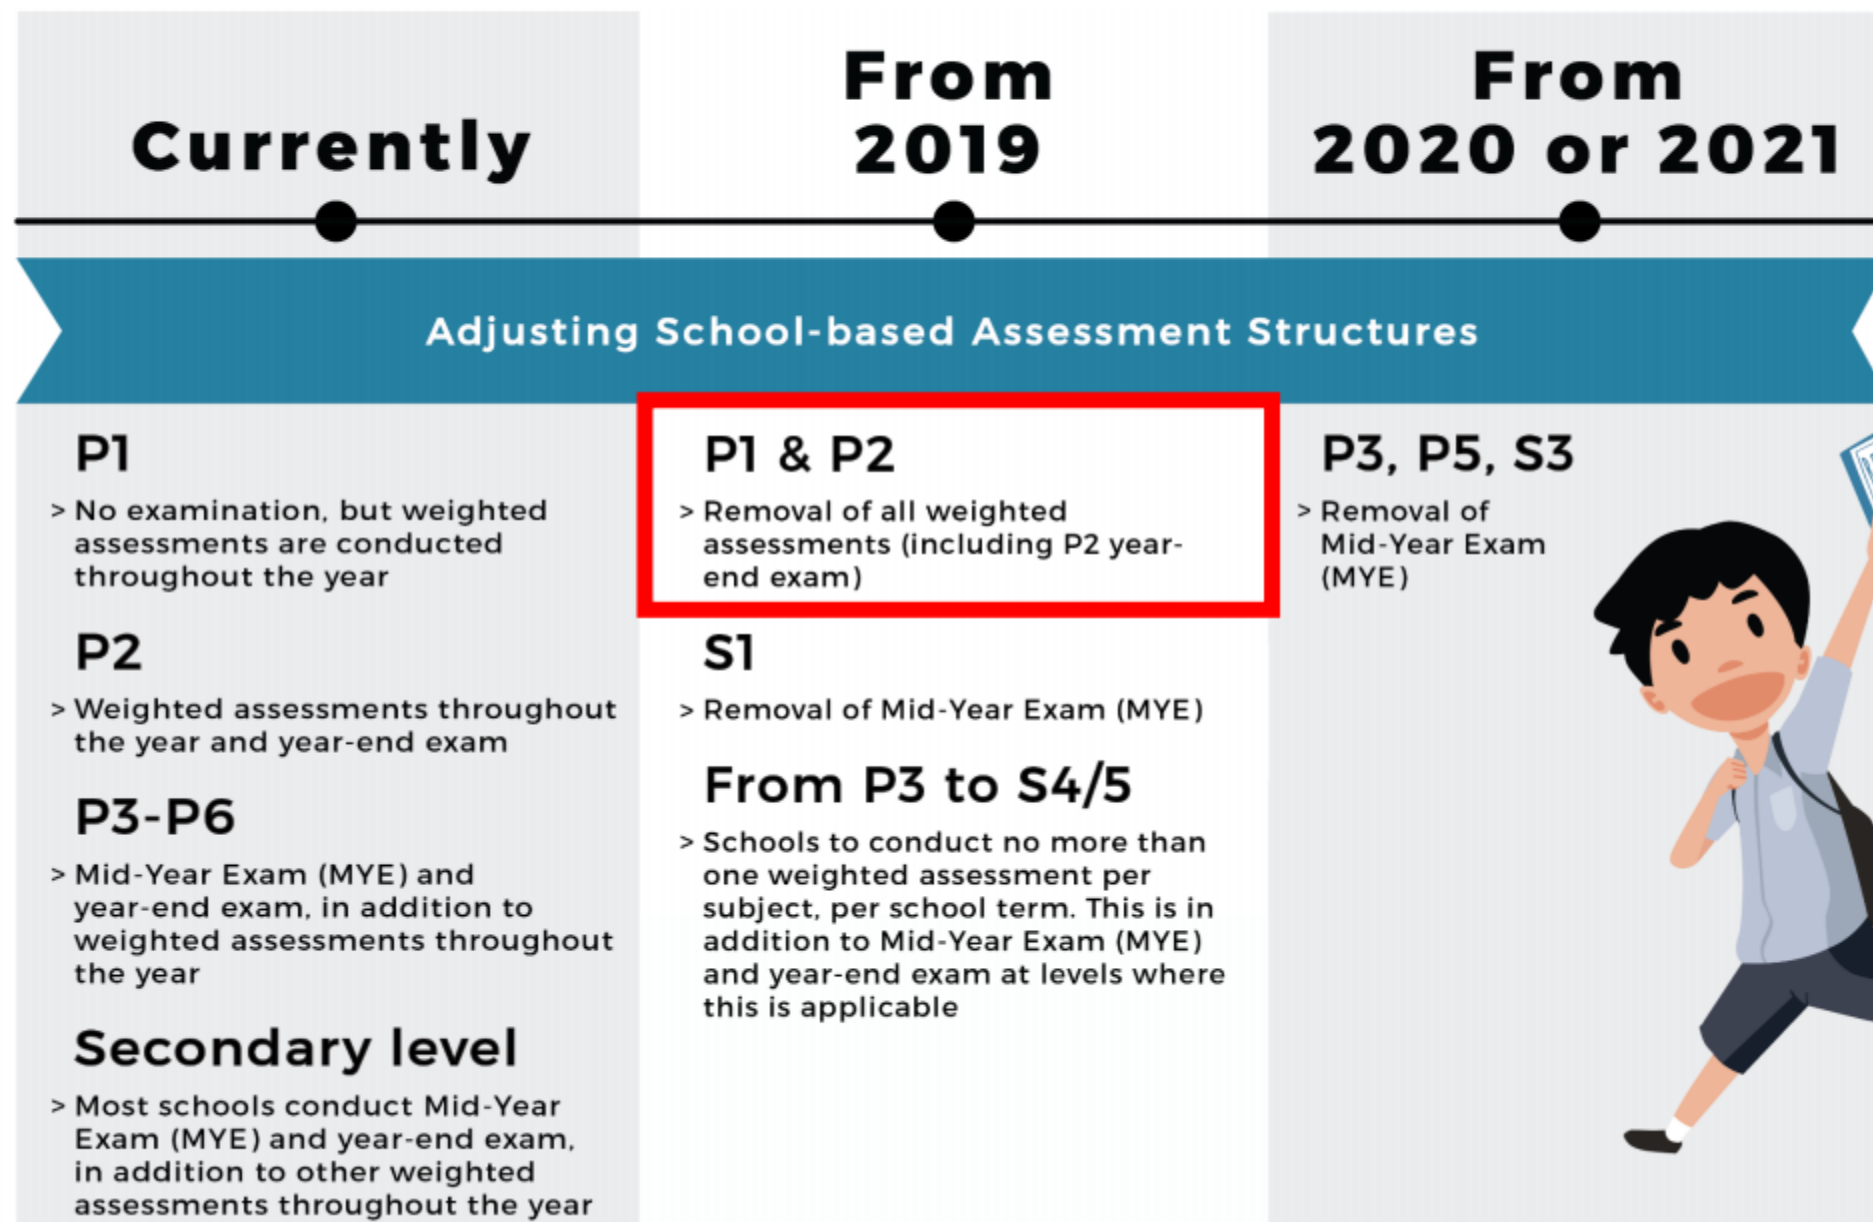 Currently
From
2019
From
2020 or 2021
Adjusting School-based Assessment Structures
P1
> No examination, but weighted
assessments are conducted
throughout the year
P2
> Weighted assessments throughout
the year and year-end exam
P3-P6
> Mid-Year Exam (MYE) and
year-end exam, in addition to
weighted assessments throughout
the year
Secondary level
> Most schools conduct Mid-Year
Exam (MYE) and year-end exam,
in addition to other weighted
assessments throughout the year
P1 & P2
> Removal of all weighted
assessments (including P2 year-
end exam)
S1
> Removal of Mid-Year Exam (MYE)
From P3 to S4/5
> Schools to conduct no more than
one weighted assessment per
subject, per school term. This is in
addition to Mid-Year Exam (MYE)
and year-end exam at levels where
this is applicable
P3, P5, S3
> Removal of
Mid-Year Exam
(MYE)